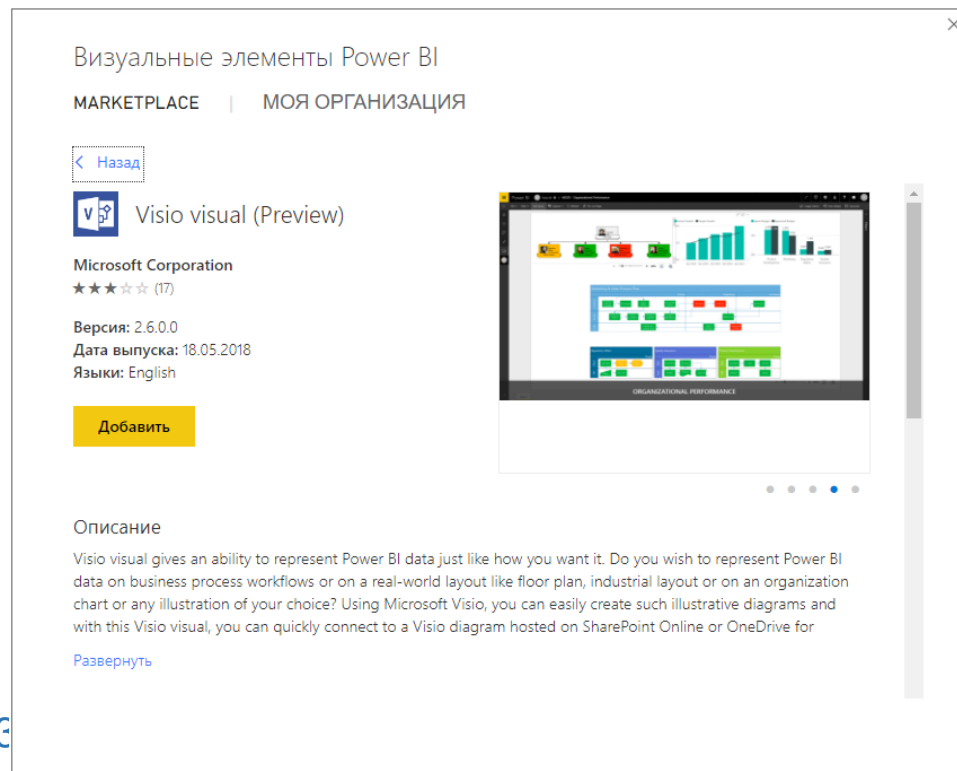 Визуальные элементы Power BI
MARKETPLACE | МОЯ ОРГАНИЗАЦИЯ
Назад
Visio visual (Preview)
Microsoft Corporation
(17)
Версия: 2.6.0.0
Дата выпуска: 18.05.2018
Языки: English
Добавить
ORGANIZATIONAL PERFORMANCE
Описание
Visio visual gives an ability to represent Power BI data just like how you want it. Do you wish to represent Power BI
data on business process workflows or on a real-world layout like floor plan, industrial layout or on an organization
chart or any illustration of your choice? Using Microsoft Visio, you can easily create such illustrative diagrams and
with this Visio visual, you can quickly connect to a Visio diagram hosted on SharePoint Online or OneDrive for
Развернуть